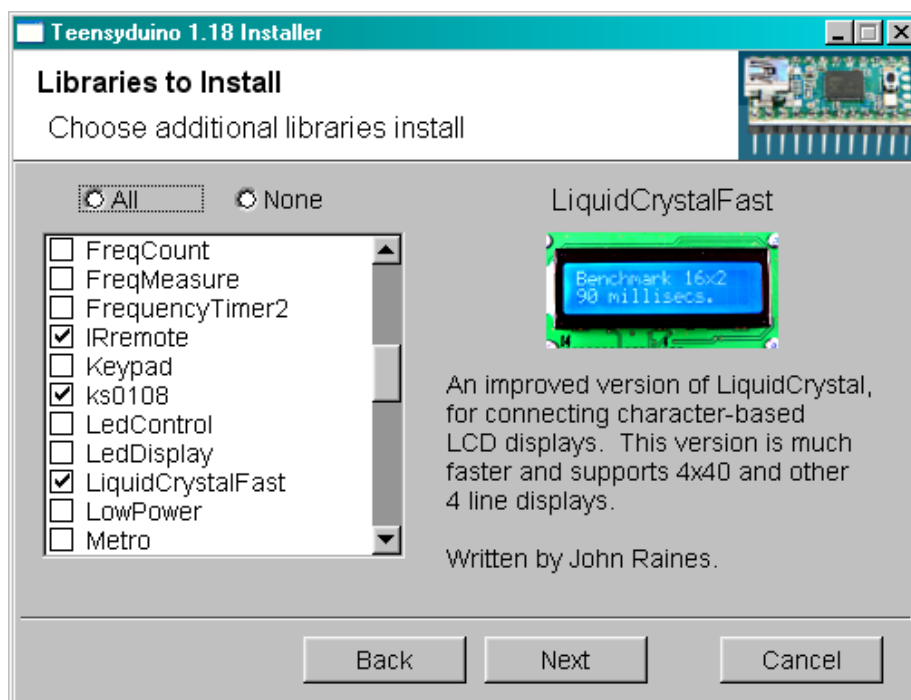 Teensyduino 1.18 Installer
Libraries to Install
Choose additional libraries install
All None
FreqCount
FreqMeasure
FrequencyTimer2
IRremote
Keypad
ks0108
LedControl
LedDisplay
LiquidCrystalFast
LowPower
Metro
LiquidCrystalFast
Benchmark 16x2
90 millisecs.
An improved version of LiquidCrystal,
for connecting character-based
LCD displays.  This version is much
faster and supports 4x40 and other
4 line displays.
Written by John Raines.
Back Next Cancel